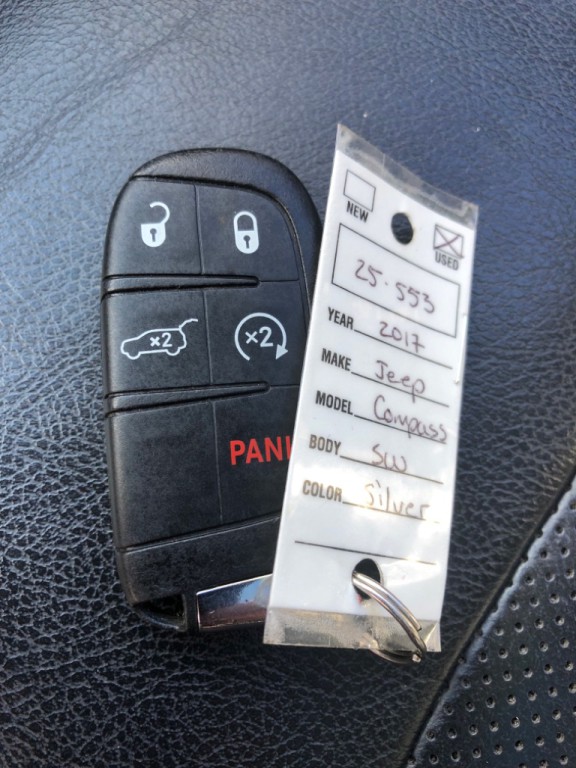 ×2
×2
PANI
NEW
USED
25-553
YEAR 2017
MAKE Jeep
MODEL Compass
BODY SW
COLOR Silver